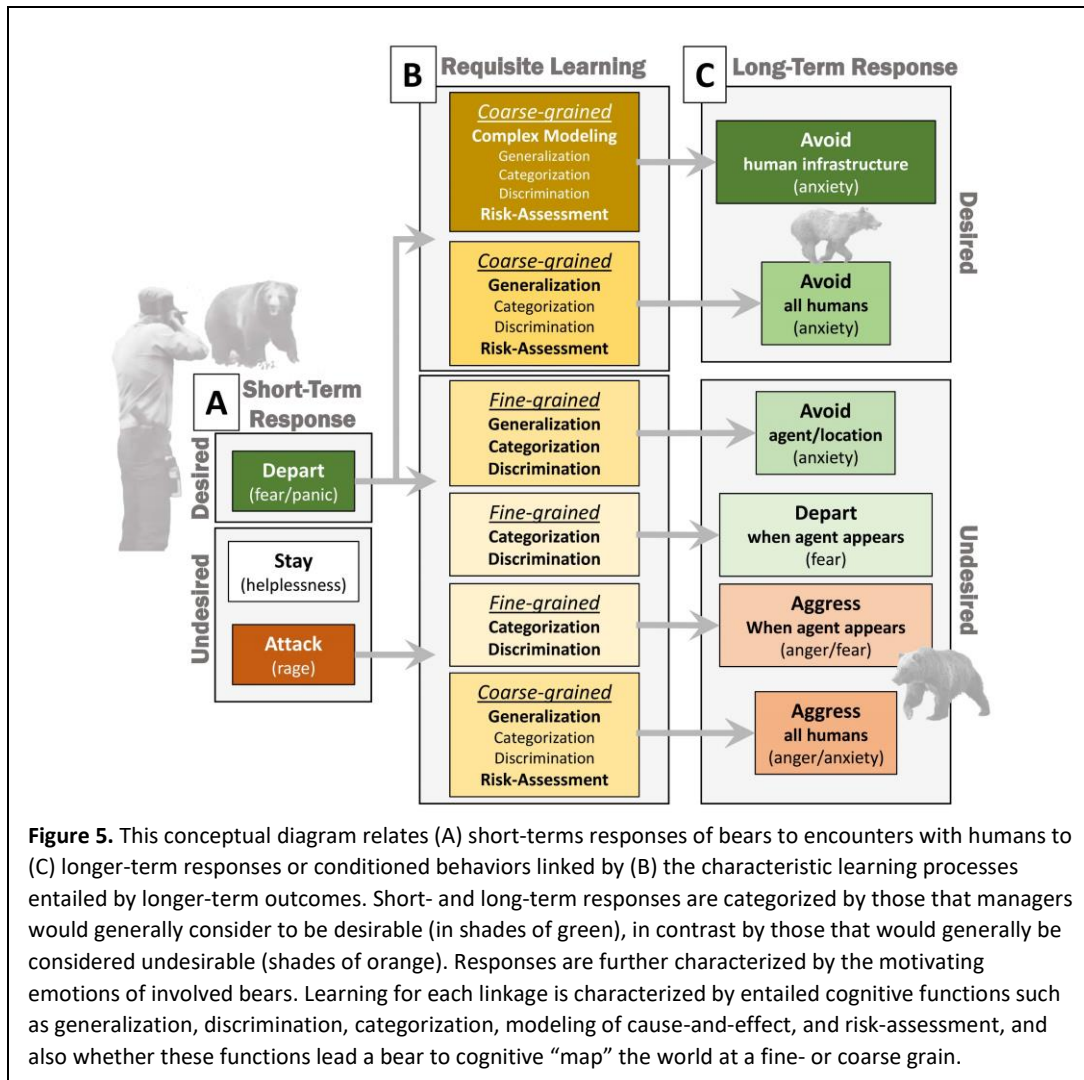 B
Requisite Learning
Coarse-grained
Complex Modeling
Generalization
Categorization
Discrimination
Risk-Assessment
Coarse-grained
Generalization
Categorization
Discrimination
Risk-Assessment
Fine-grained
Generalization
Categorization
Discrimination
Fine-grained
Categorization
Discrimination
Fine-grained
Categorization
Discrimination
Coarse-grained
Generalization
Categorization
Discrimination
Risk-Assessment
C
Long-Term Response
Avoid
human infrastructure
(anxiety)
Avoid
all humans
(anxiety)
Desired
Avoid
agent/location
(anxiety)
Depart
when agent appears
(fear)
Aggress
When agent appears
(anger/fear)
Aggress
all humans
(anger/anxiety)
Undesired
A
Short-Term
Response
Desired
Depart
(fear/panic)
Undesired
Stay
(helplessness)
Attack
(rage)
Figure 5. This conceptual diagram relates (A) short-terms responses of bears to encounters with humans to
(C) longer-term responses or conditioned behaviors linked by (B) the characteristic learning processes
entailed by longer-term outcomes. Short- and long-term responses are categorized by those that managers
would generally consider to be desirable (in shades of green), in contrast by those that would generally be
considered undesirable (shades of orange). Responses are further characterized by the motivating
emotions of involved bears. Learning for each linkage is characterized by entailed cognitive functions such
as generalization, discrimination, categorization, modeling of cause-and-effect, and risk-assessment, and
also whether these functions lead a bear to cognitive “map” the world at a fine- or coarse grain.